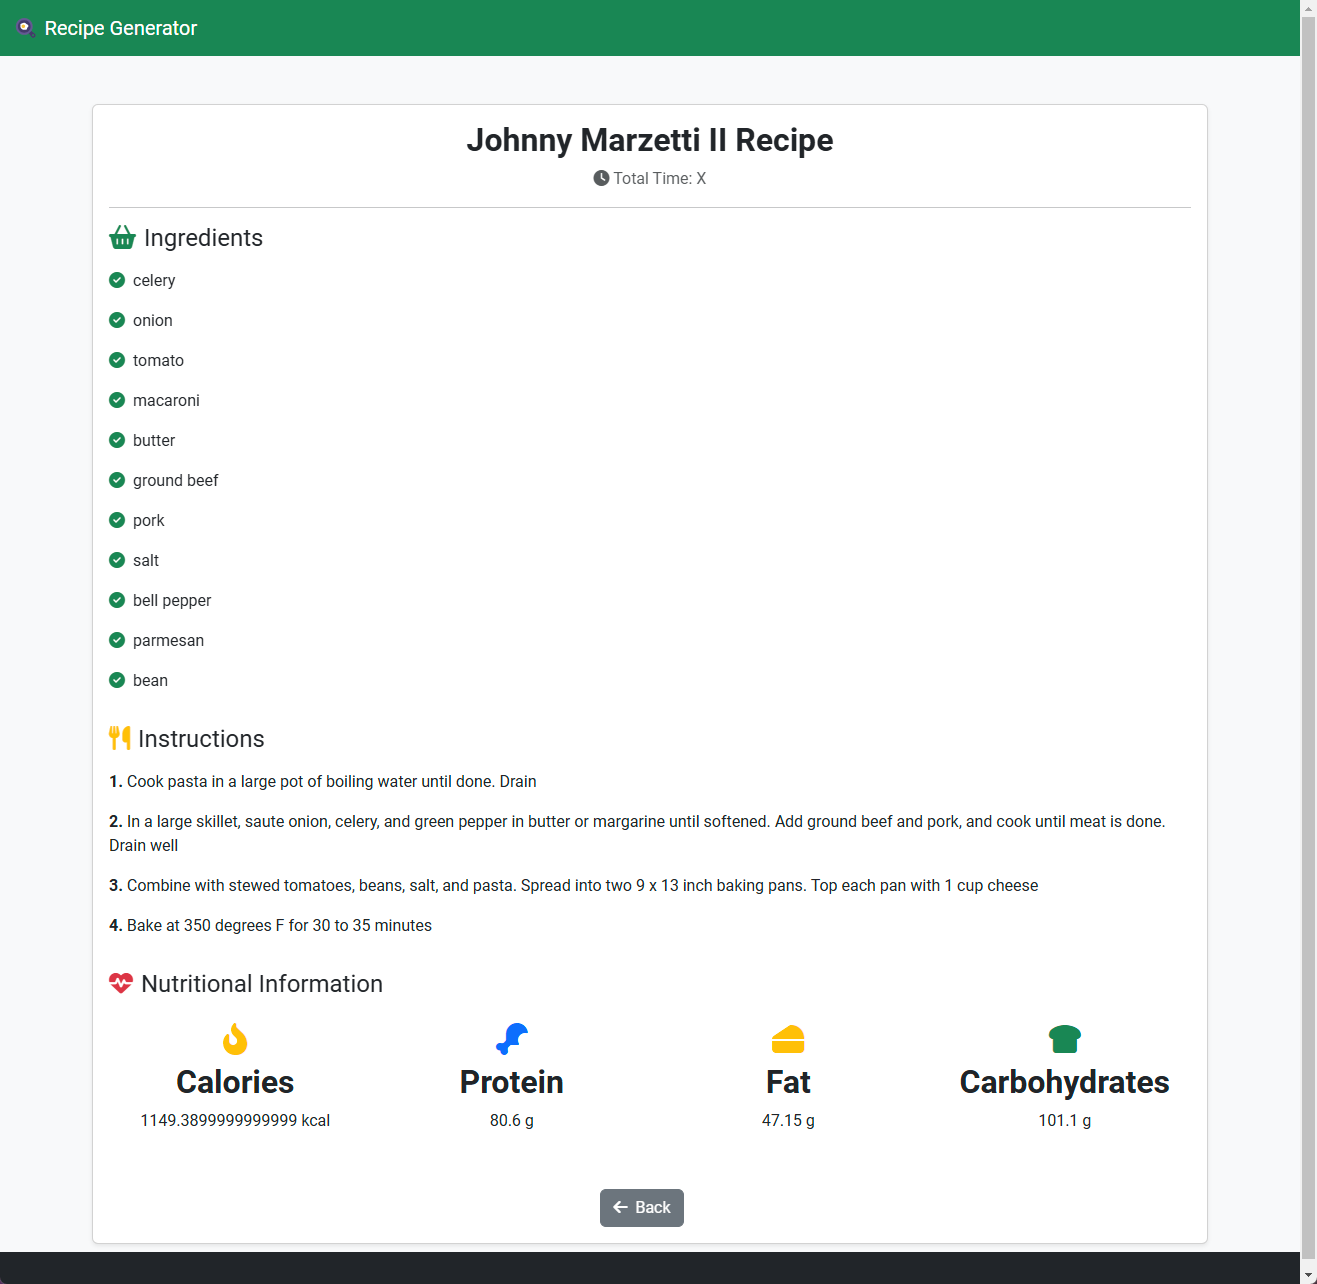 Recipe Generator
Johnny Marzetti II Recipe
Total Time: X
Ingredients
celery
onion
tomato
macaroni
butter
ground beef
pork
salt
bell pepper
parmesan
bean
Instructions
1. Cook pasta in a large pot of boiling water until done. Drain
2. In a large skillet, saute onion, celery, and green pepper in butter or margarine until softened. Add ground beef and pork, and cook until meat is done.
Drain well
3. Combine with stewed tomatoes, beans, salt, and pasta. Spread into two 9 x 13 inch baking pans. Top each pan with 1 cup cheese
4. Bake at 350 degrees F for 30 to 35 minutes
Nutritional Information
Calories Protein Fat Carbohydrates
1149.3899999999999 kcal 80.6 g 47.15 g 101.1 g
Back